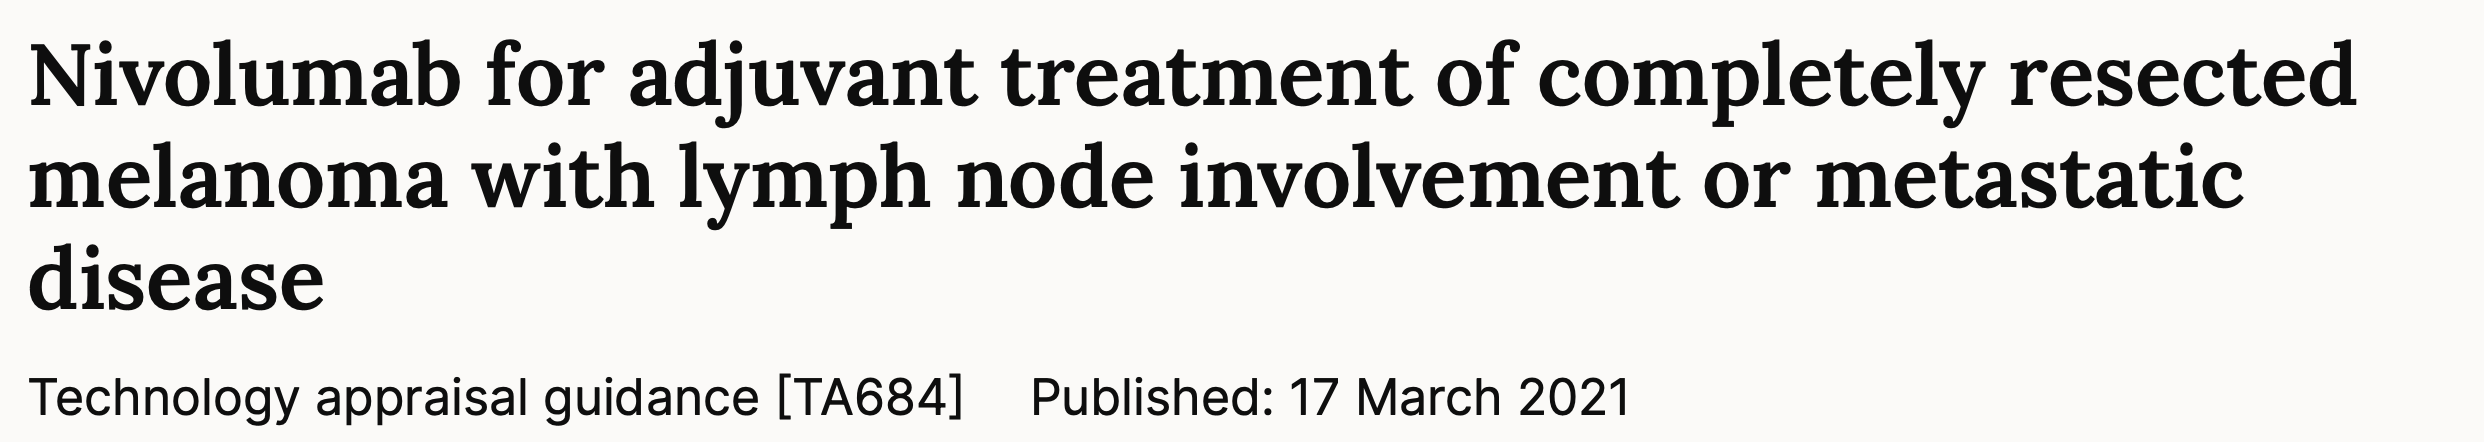 Nivolumab for adjuvant treatment of completely resected
melanoma with lymph node involvement or metastatic
disease
Technology appraisal guidance [TA684] Published: 17 March 2021